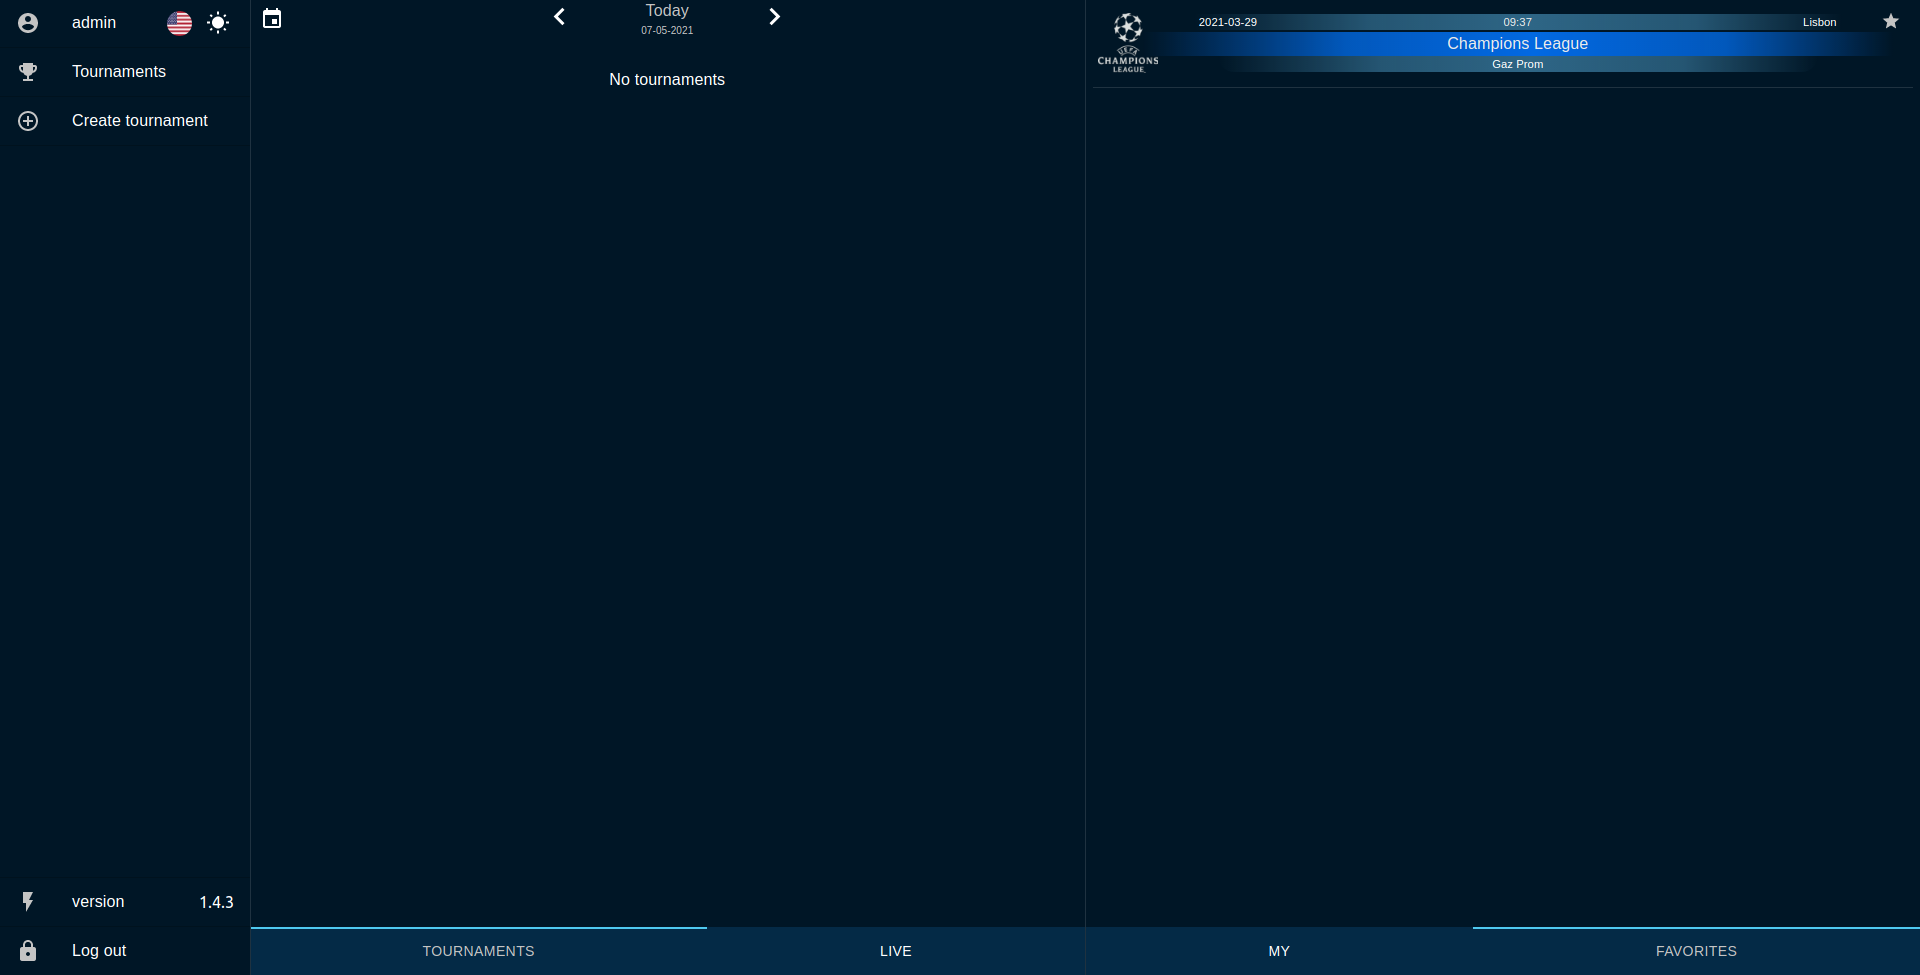 admin
Tournaments
Create tournament
version 1.4.3
Log out
Today
07-05-2021
No tournaments
TOURNAMENTS LIVE
UEFA
CHAMPIONS
LEAGUE
2021-03-29 09:37 Lisbon
Champions League
Gaz Prom
MY FAVORITES